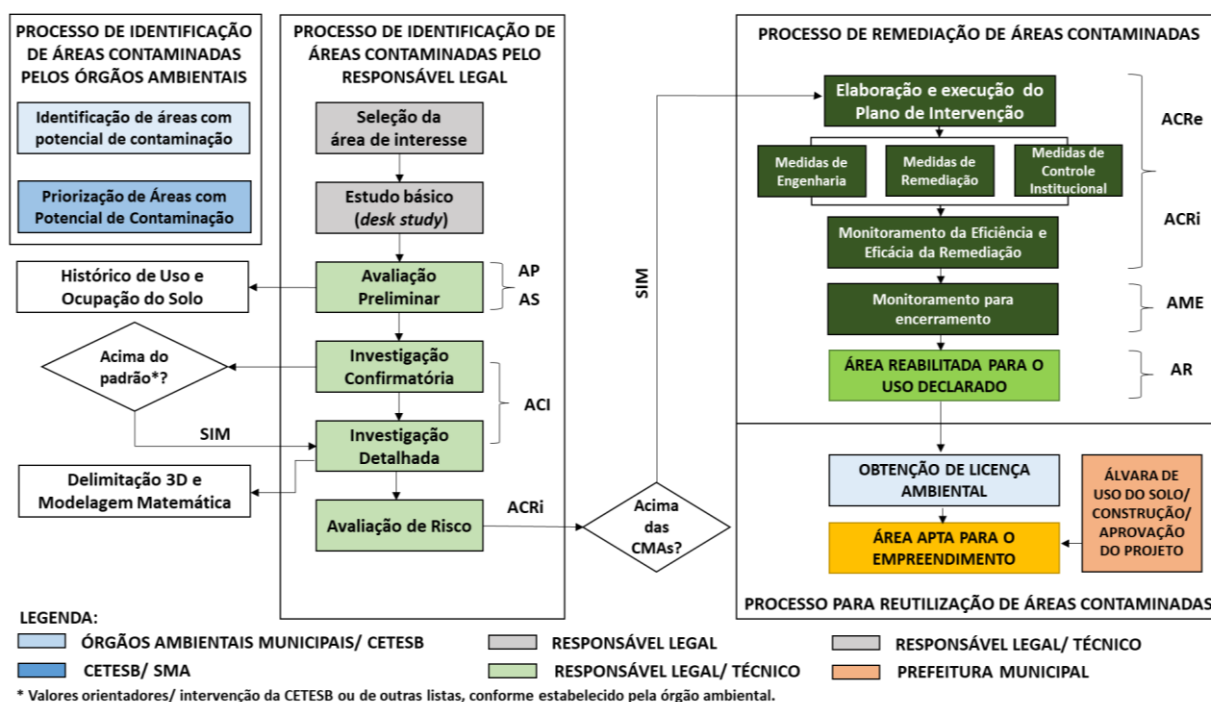 PROCESSO DE IDENTIFICAÇÃO
DE ÁREAS CONTAMINADAS
PELOS ÓRGÃOS AMBIENTAIS
Identificação de áreas com
potencial de contaminação
Priorização de Áreas com
Potencial de Contaminação
PROCESSO DE IDENTIFICAÇÃO DE
ÁREAS CONTAMINADAS PELO
RESPONSÁVEL LEGAL
Seleção da
área de interesse
Estudo básico
(desk study)
Avaliação
Preliminar
AP
AS
Histórico de Uso e
Ocupação do Solo
Investigação
Confirmatória
Acima do
padrão*?
ACI
SIM
Investigação
Detalhada
Delimitação 3D e
Modelagem Matemática
Avaliação de Risco
ACRi
Acima
das
CMAs?
SIM
PROCESSO DE REMEDIAÇÃO DE ÁREAS CONTAMINADAS
Elaboração e execução do
Plano de Intervenção
ACRe
Medidas de
Engenharia
Medidas de
Remediação
Medidas de
Controle
Institucional
ACRi
Monitoramento da Eficiência e
Eficácia da Remediação
Monitoramento para
encerramento
AME
ÁREA REABILITADA PARA O
USO DECLARADO
AR
OBTENÇÃO DE LICENÇA
AMBIENTAL
ÁREA APTA PARA O
EMPREENDIMENTO
ÁLVARA DE
USO DO SOLO/
CONSTRUÇÃO/
APROVAÇÃO
DO PROJETO
PROCESSO PARA REUTILIZAÇÃO DE ÁREAS CONTAMINADAS
LEGENDA:
ÓRGÃOS AMBIENTAIS MUNICIPAIS/ CETESB
RESPONSÁVEL LEGAL
RESPONSÁVEL LEGAL/ TÉCNICO
CETESB/ SMA
RESPONSÁVEL LEGAL/ TÉCNICO
PREFEITURA MUNICIPAL
* Valores orientadores/ intervenção da CETESB ou de outras listas, conforme estabelecido pela órgão ambiental.